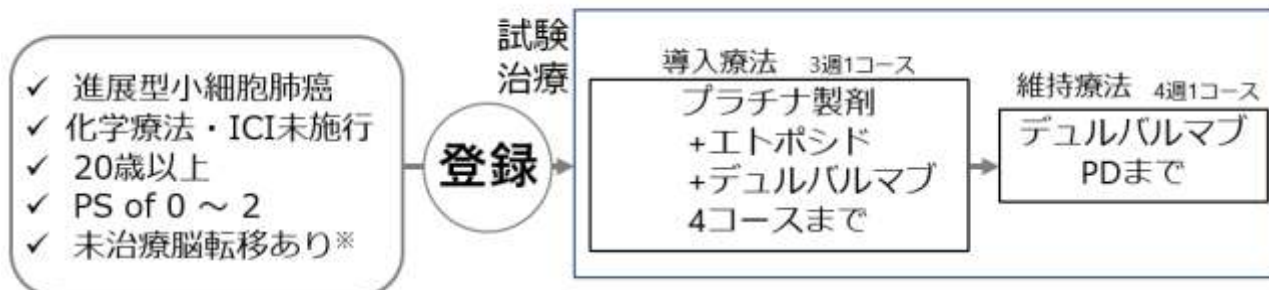 ✓ 進展型小細胞肺癌
✓ 化学療法・ICI未施行
✓ 20歳以上
✓ PS of 0 ～ 2
✓ 未治療脳転移あり※
登録
試験
治療
導入療法 3週1コース
プラチナ製剤
+エトポシド
+デュルバルマブ
4コースまで
維持療法 4週1コース
デュルバルマブ
PDまで